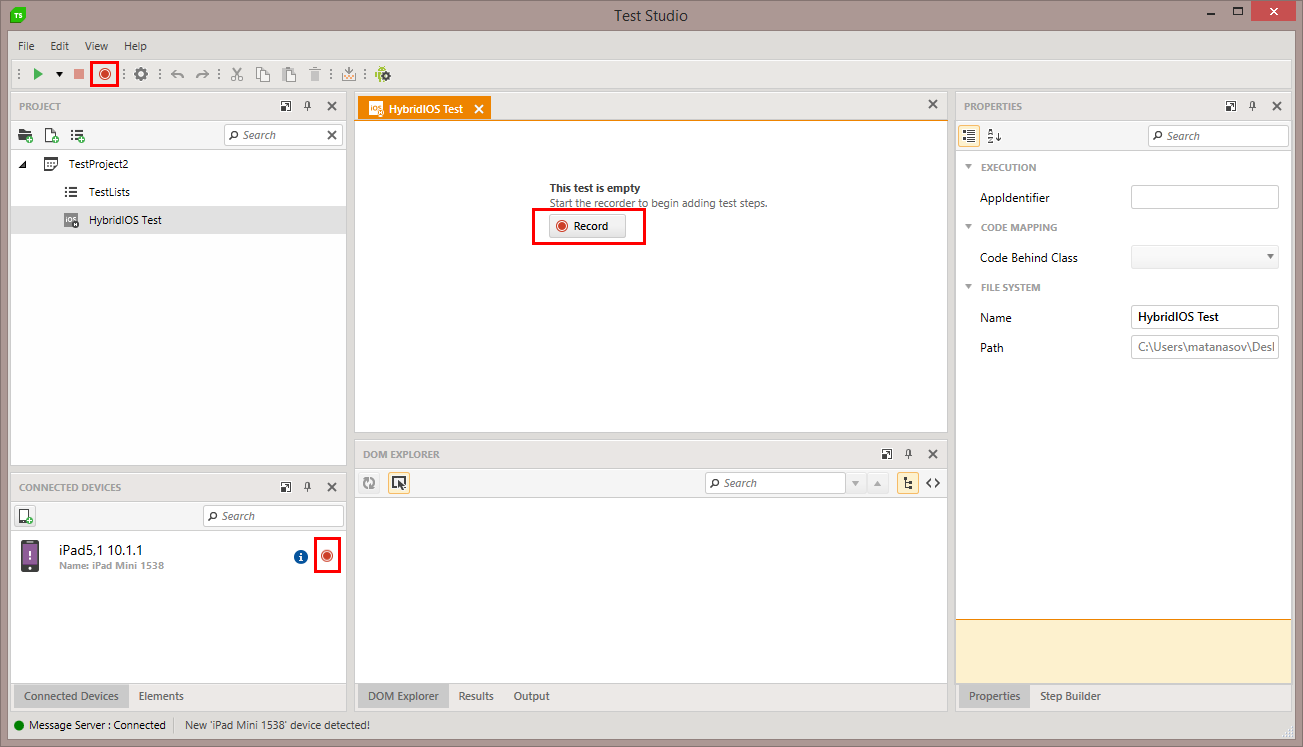 TS
Test Studio
File Edit View Help
PROJECT
Search
TestProject2
TestLists
iOS HybridIOS Test
iOS HybridIOS Test
This test is empty
Start the recorder to begin adding test steps.
Record
PROPERTIES
Search
EXECUTION
AppIdentifier
CODE MAPPING
Code Behind Class
FILE SYSTEM
Name HybridIOS Test
Path C:\Users\matanasov\Desl
CONNECTED DEVICES
Search
iPad5,1 10.1.1
Name: iPad Mini 1538
DOM EXPLORER
Search
Connected Devices Elements
DOM Explorer Results Output
Properties Step Builder
Message Server : Connected New 'iPad Mini 1538' device detected!